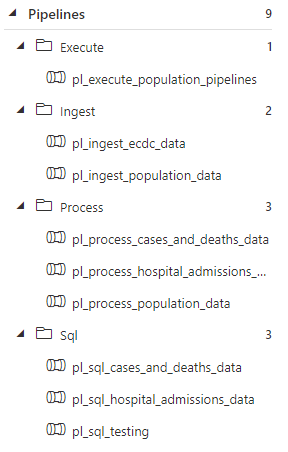 Pipelines 9
Execute 1
pl_execute_population_pipelines
Ingest 2
pl_ingest_ecdc_data
pl_ingest_population_data
Process 3
pl_process_cases_and_deaths_data
pl_process_hospital_admissions_...
pl_process_population_data
Sql 3
pl_sql_cases_and_deaths_data
pl_sql_hospital_admissions_data
pl_sql_testing